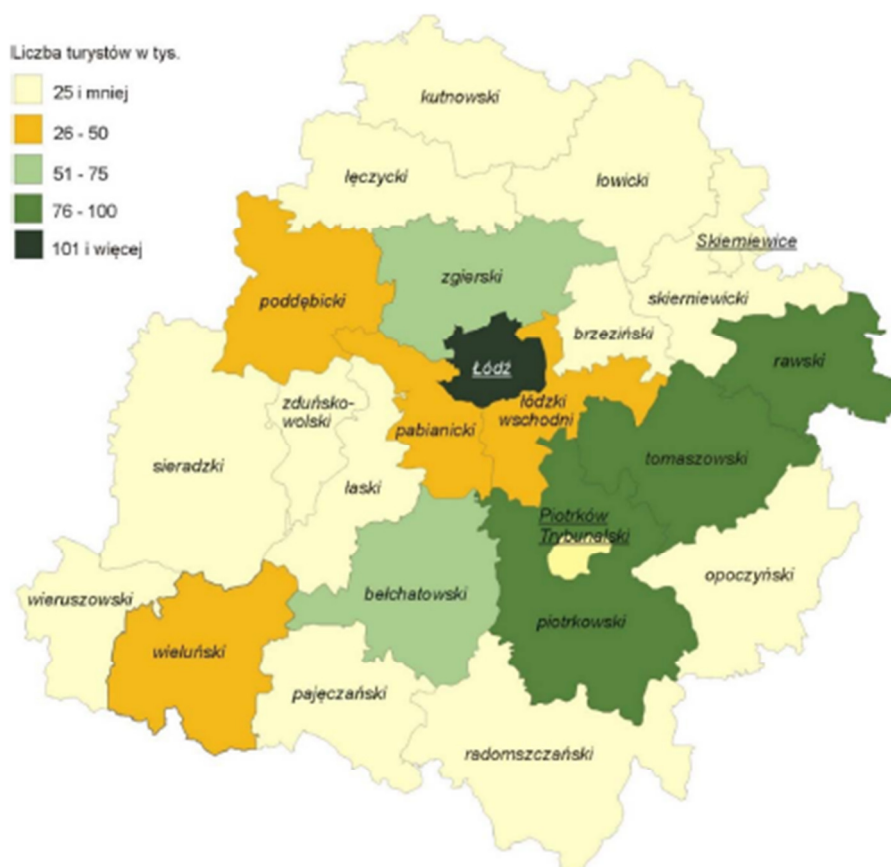 Liczba turystów w tys.
25 i mniej
26 - 50
51 - 75
76 - 100
101 i więcej
kutnowski
łęczycki
łowicki
Skierniewice
zgierski
skierniewicki
poddębicki
brzeziński
rawski
Łódź
zduńsko-
wolski
łódzki
wschodni
pabianicki
tomaszowski
sieradzki
łaski
Piotrków
Trybunalski
opoczyński
wieruszowski
bełchatowski
piotrkowski
wieluński
pajęczański
radomszczański